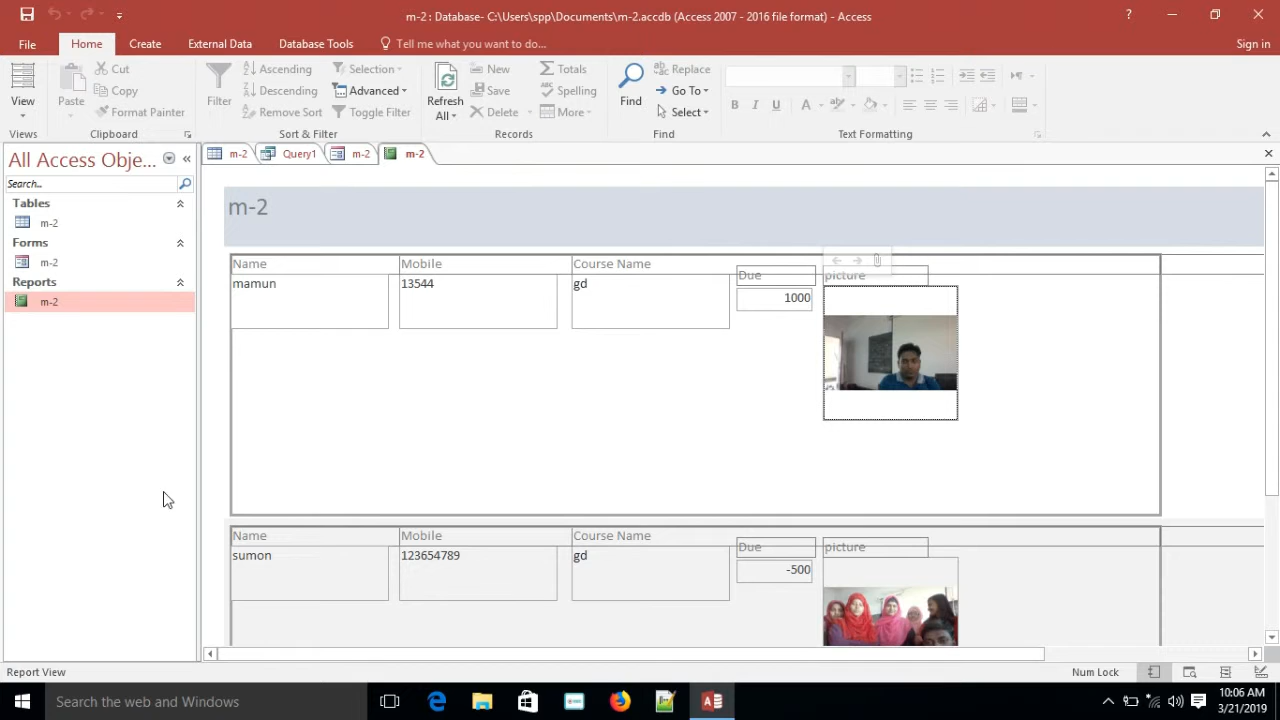 m-2 : Database- C:\Users\spp\Documents\m-2.accdb (Access 2007 - 2016 file format) - Access
?
File Home Create External Data Database Tools Tell me what you want to do... Sign in
View
Views
Paste
Cut
Copy
Format Painter
Clipboard
Filter
Ascending
Descending
Remove Sort
Selection
Advanced
Toggle Filter
Sort & Filter
Refresh
All
New
Save
Delete
Totals
Spelling
More
Records
Find
Replace
Go To
Select
Find
B I U A
Text Formatting
All Access Obje...
Search...
Tables
m-2
Forms
m-2
Reports
m-2
m-2 Query1 m-2 m-2
m-2
Name Mobile Course Name Due picture
mamun 13544 gd 1000
Name Mobile Course Name Due picture
sumon 123654789 gd -500
Report View Num Lock
Search the web and Windows
10:06 AM
3/21/2019